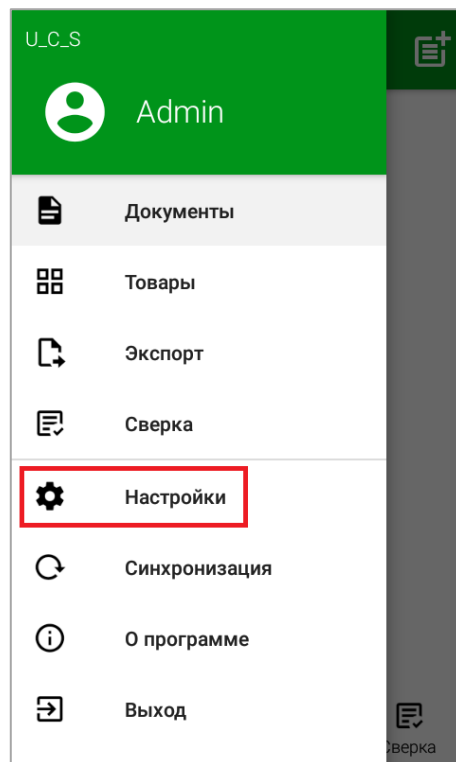 U_C_S
Admin
Документы
Товары
Экспорт
Сверка
Настройки
Синхронизация
О программе
Выход
Сверка